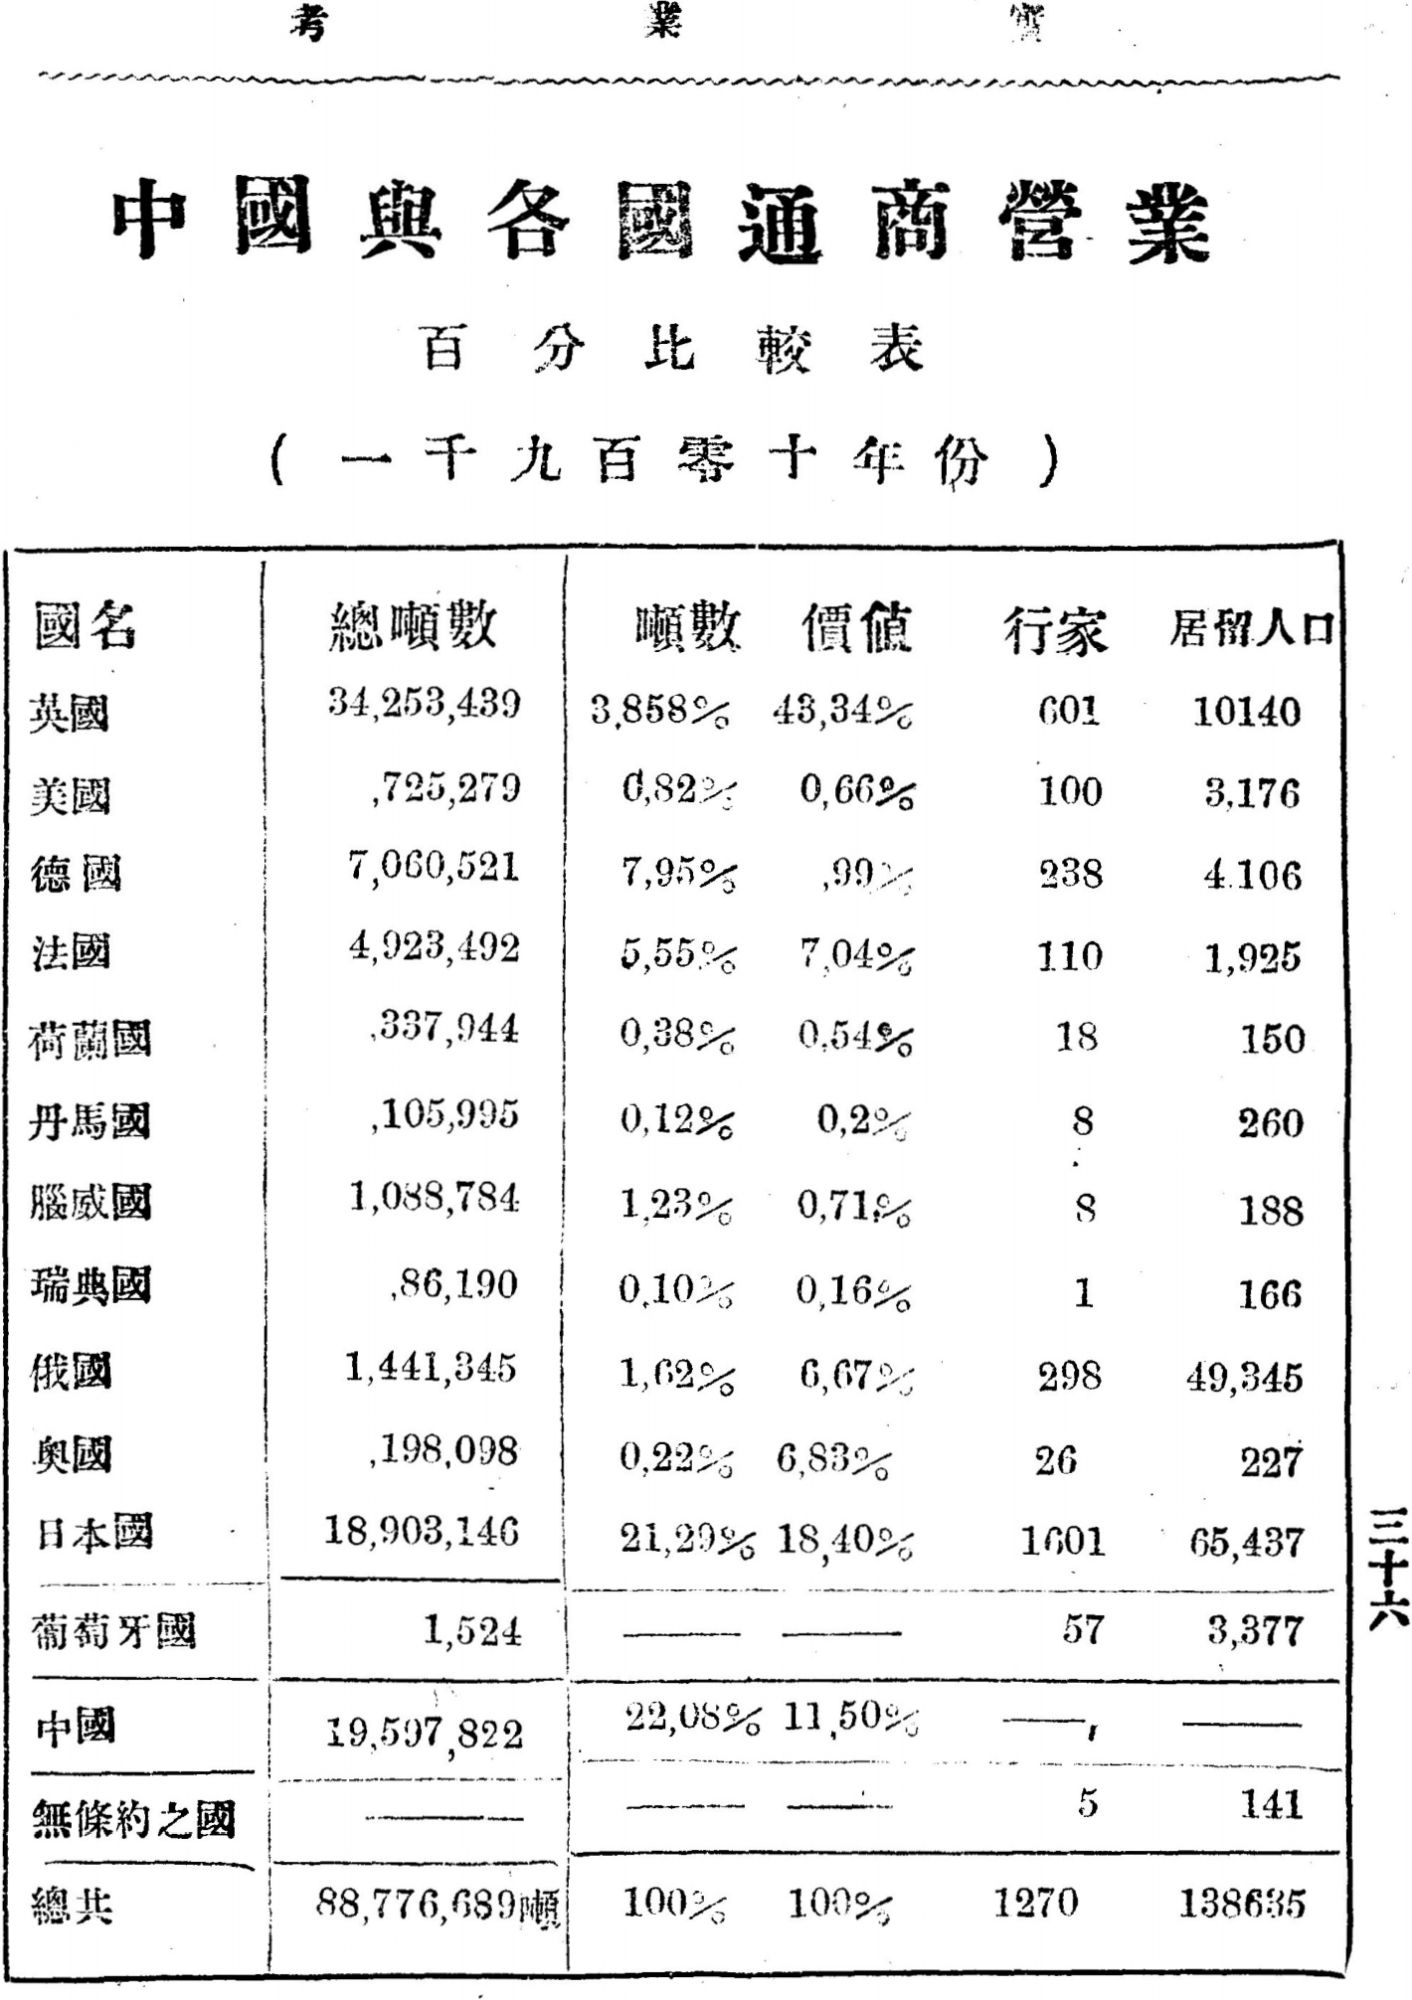 考業實
中國與各國通商營業
百分比較表
(一千九百零十年份)
國名 總噸數 噸數 價值 行家 居留人口
英國 34,253,439 3,858% 43,34% 601 10140
美國 ,725,279 0,82% 0,66% 100 3,176
德國 7,060,521 7,95% ,99% 238 4.106
法國 4,923,492 5,55% 7,04% 110 1,925
荷蘭國 ,337,944 0,38% 0,54% 18 150
丹馬國 ,105,995 0,12% 0,2% 8 260
腦威國 1,088,784 1,23% 0,71% 8 188
瑞典國 ,86,190 0,10% 0,16% 1 166
俄國 1,441,345 1,62% 6,67% 298 49,345
奥國 ,198,098 0,22% 6,83% 26 227
日本國 18,903,146 21,29% 18,40% 1601 65,437
葡萄牙國 1,524 — — 57 3,377
中國 19,597,822 22,08% 11,50% —, —
無條約之國 — — — 5 141
總共 88,776,689噸 100% 100% 1270 138635
三十六